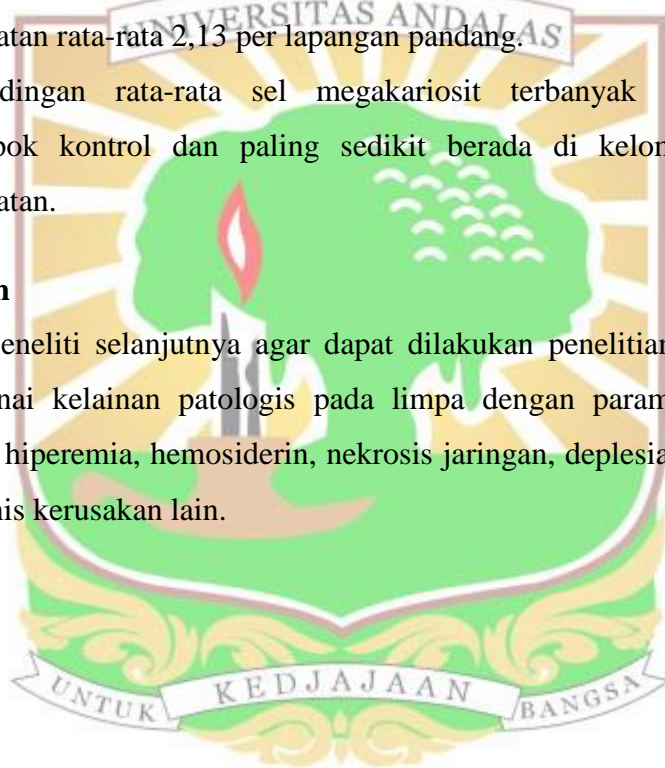 UNIVERSITAS ANDALAS
atan rata-rata 2,13 per lapangan pandang.
dingan rata-rata sel megakariosit terbanyak
ok kontrol dan paling sedikit berada di kelon
atan.
n
eneliti selanjutnya agar dapat dilakukan penelitian
nai kelainan patologis pada limpa dengan param
hiperemia, hemosiderin, nekrosis jaringan, deplesia
nis kerusakan lain.
UNTUK KEDJAJAAN BANGSA